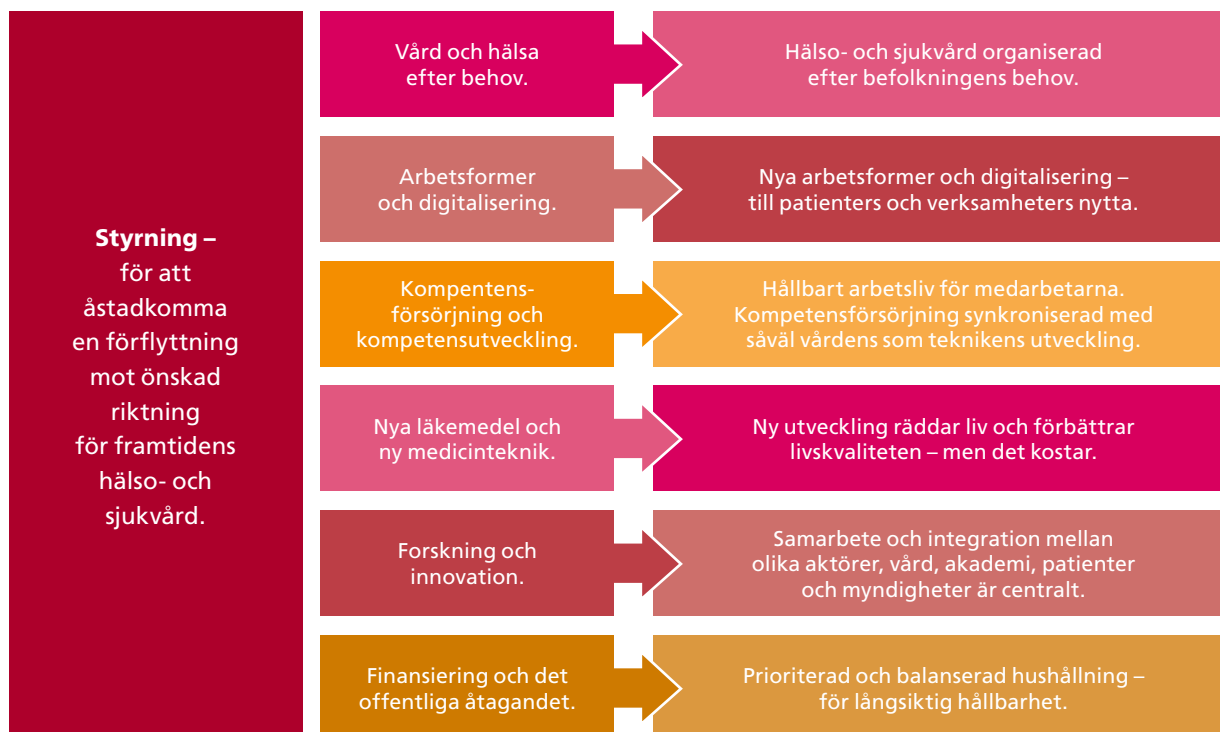 Styrning –
för att
åstadkomma
en förflyttning
mot önskad
riktning
för framtidens
hälso- och
sjukvård.
Vård och hälsa
efter behov.
Hälso- och sjukvård organiserad
efter befolkningens behov.
Arbetsformer
och digitalisering.
Nya arbetsformer och digitalisering –
till patienters och verksamheters nytta.
Kompentens-
försörjning och
kompetensutveckling.
Hållbart arbetsliv för medarbetarna.
Kompetensförsörjning synkroniserad med
såväl vårdens som teknikens utveckling.
Nya läkemedel och
ny medicinteknik.
Ny utveckling räddar liv och förbättrar
livskvaliteten – men det kostar.
Forskning och
innovation.
Samarbete och integration mellan
olika aktörer, vård, akademi, patienter
och myndigheter är centralt.
Finansiering och det
offentliga åtagandet.
Prioriterad och balanserad hushållning –
för långsiktig hållbarhet.